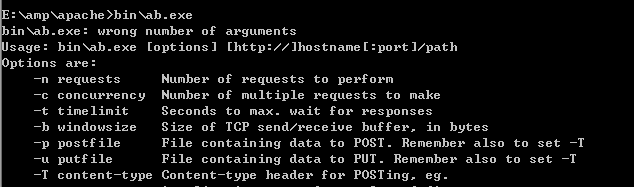 E:\amp\apache>bin\ab.exe
bin\ab.exe: wrong number of arguments
Usage: bin\ab.exe [options] [http://]hostname[:port]/path
Options are:
-n requests Number of requests to perform
-c concurrency Number of multiple requests to make
-t timelimit Seconds to max. wait for responses
-b windowsize Size of TCP send/receive buffer, in bytes
-p postfile File containing data to POST. Remember also to set -T
-u putfile File containing data to PUT. Remember also to set -T
-T content-type Content-type header for POSTing, eg.